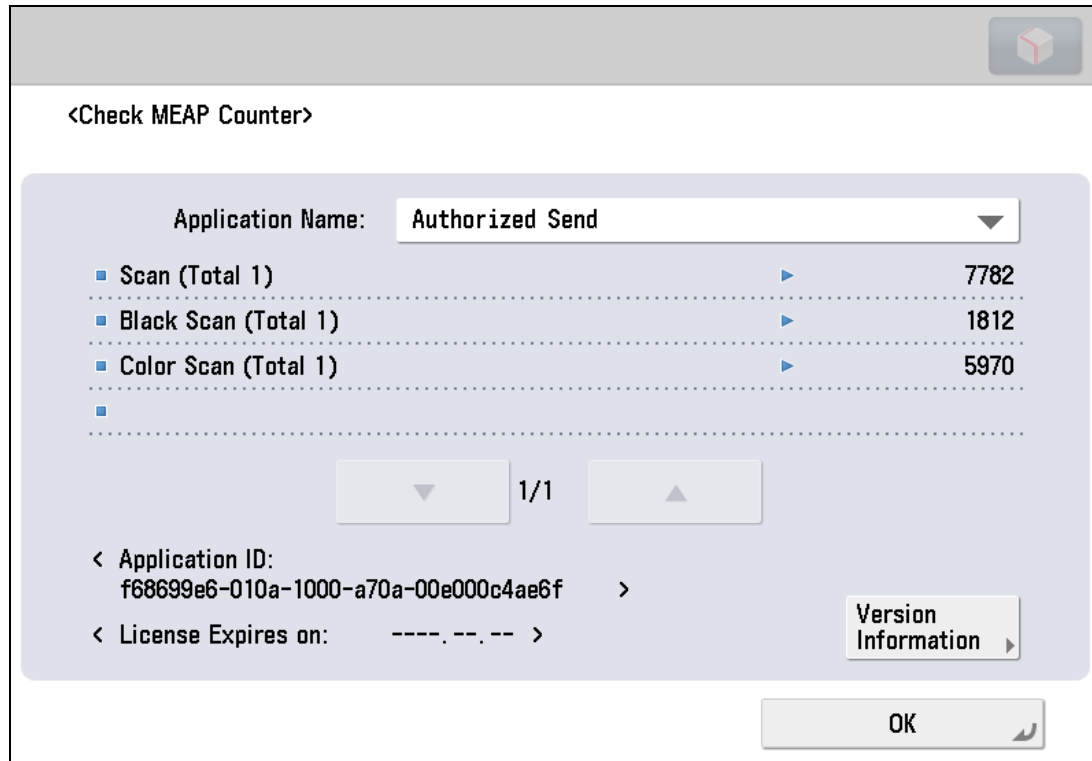 <Check MEAP Counter>
Application Name: Authorized Send
Scan (Total 1) 7782
Black Scan (Total 1) 1812
Color Scan (Total 1) 5970
1/1
< Application ID:
f68699e6-010a-1000-a70a-00e000c4ae6f >
< License Expires on: ----.--.-- >
Version
Information
OK